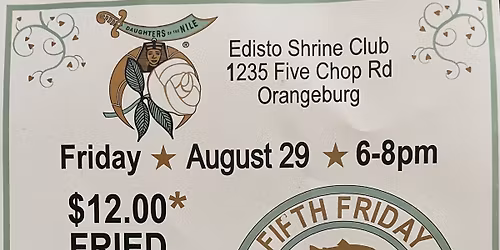 DAUGHTERS OF THE NILE
®
Edisto Shrine Club
1235 Five Chop Rd
Orangeburg
Friday ★ August 29 ★ 6-8pm
$12.00*
FRIED
FIFTH FRIDAY